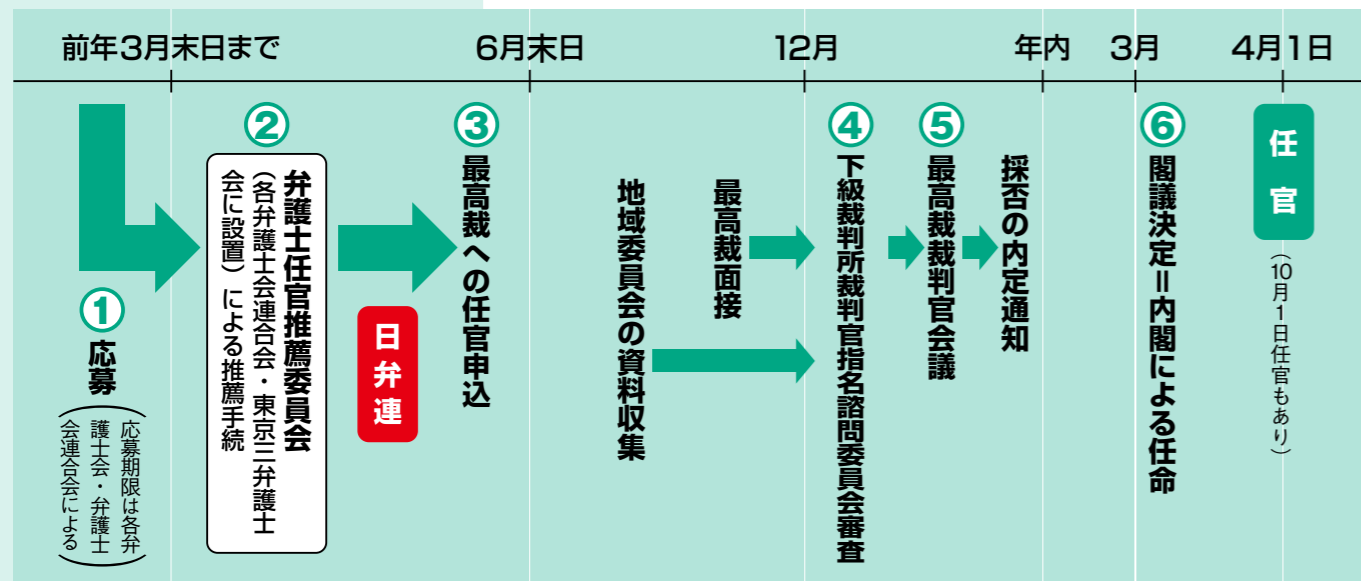 前年3月末日まで
6月末日
12月
年内
3月
4月1日
①
応募
(応募期限は各弁
護士会・弁護士
会連合会による)
②
弁護士任官推薦委員会
(各弁護士会連合会・東京三弁護士
会に設置)による推薦手続
日弁連
③
最高裁への任官申込
地域委員会の資料収集
最高裁面接
④
下級裁判所裁判官指名諮問委員会審査
⑤
最高裁裁判官会議
採否の内定通知
⑥
閣議決定=内閣による任命
任官
(10月1日任官もあり)